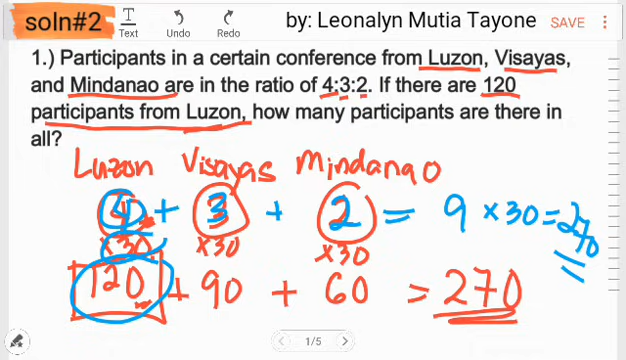 soln#2 by: Leonalyn Mutia Tayone SAVE
Text Undo Redo
1.) Participants in a certain conference from Luzon, Visayas,
and Mindanao are in the ratio of 4:3:2. If there are 120
participants from Luzon, how many participants are there in
all?
Luzon Visayas Mindanao
4 + 3 + 2 = 9 x 30 = 270
x30 x30 x30
120 + 90 + 60 = 270
1/5